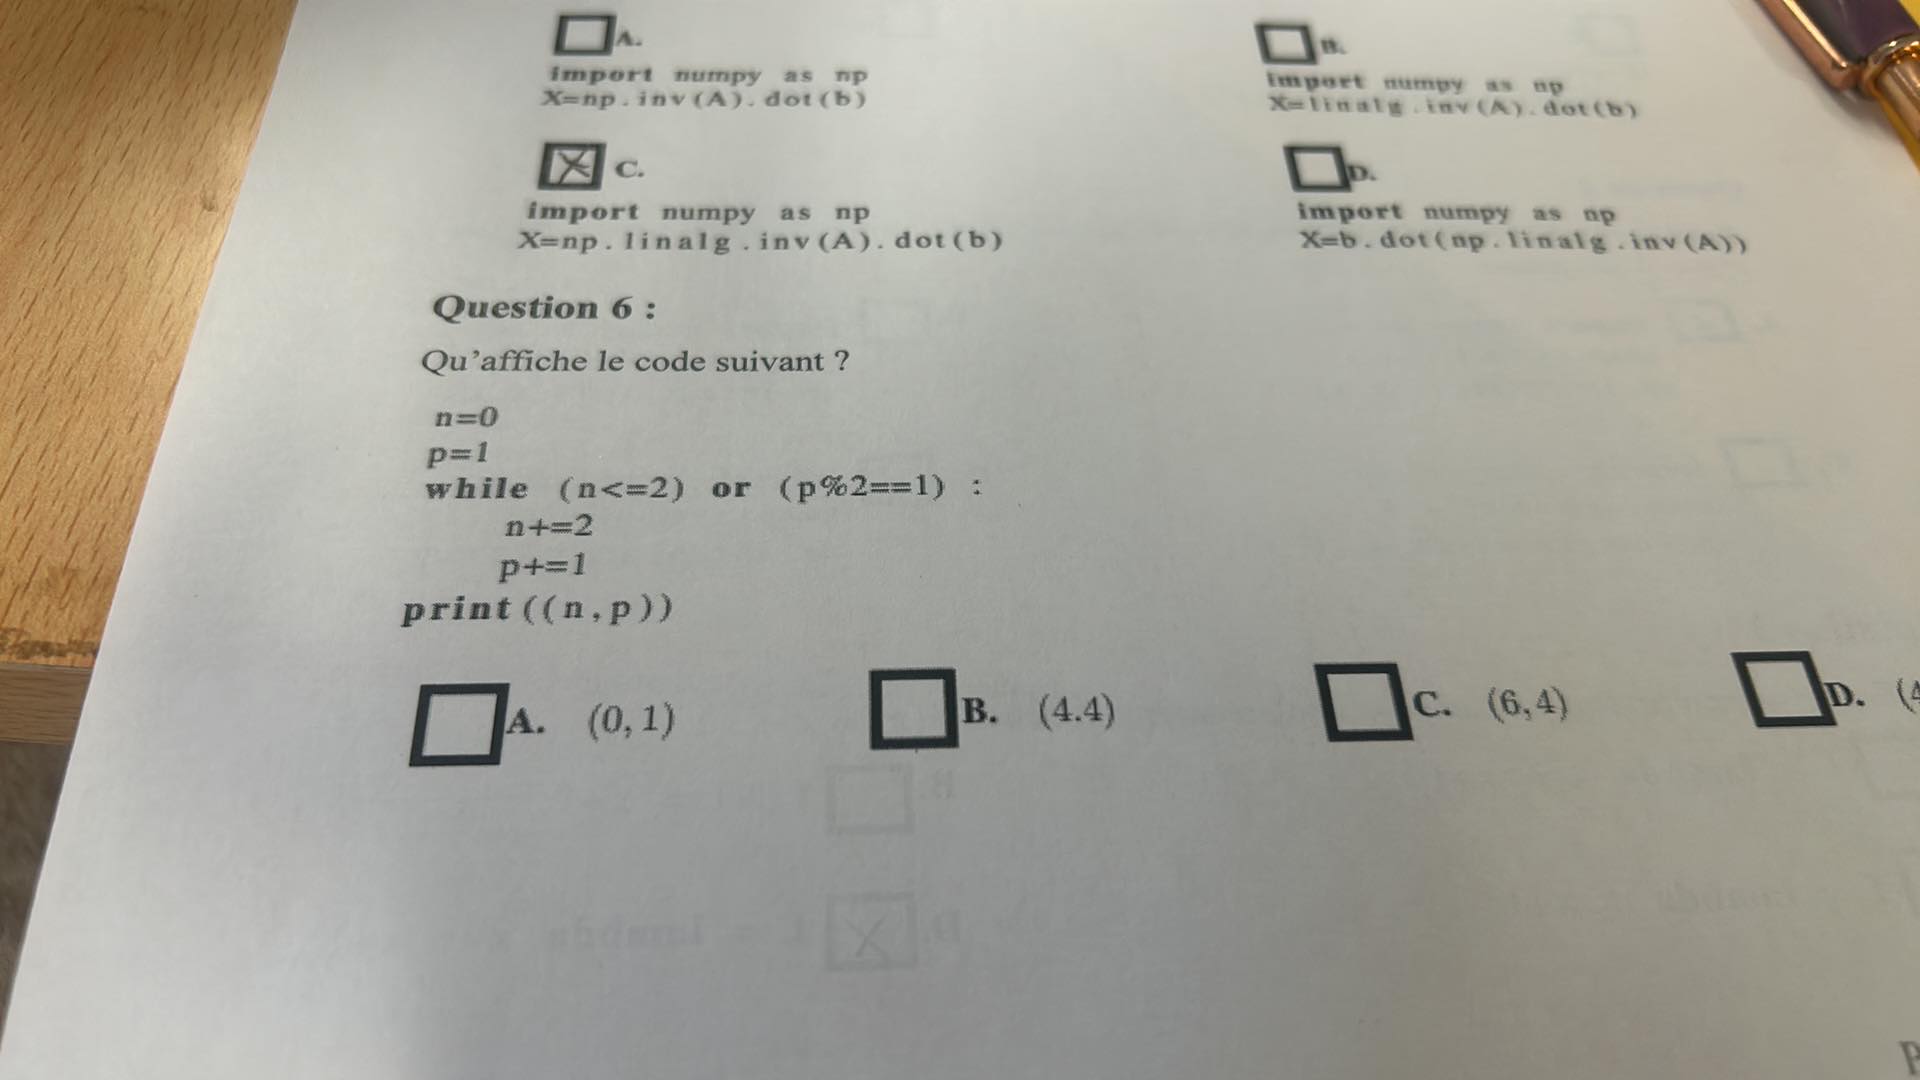 A.
import numpy as np
X=np.inv(A).dot(b)
B.
import numpy as np
X=linalg.inv(A).dot(b)
C.
import numpy as np
X=np.linalg.inv(A).dot(b)
D.
import numpy as np
X=b.dot(np.linalg.inv(A))
Question 6 :
Qu'affiche le code suivant ?
n=0
p=1
while (n<=2) or (p%2==1) :
n+=2
p+=1
print((n,p))
A. (0, 1)
B. (4.4)
C. (6,4)
D. (4